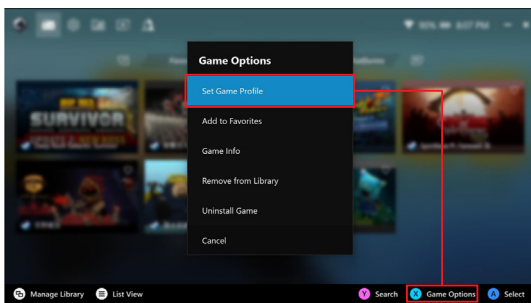 Game Options
Set Game Profile
Add to Favorites
Game Info
Remove from Library
Uninstall Game
Cancel
SURVIVOR
Manage Library
List View
Y Search
X Game Options
A Select